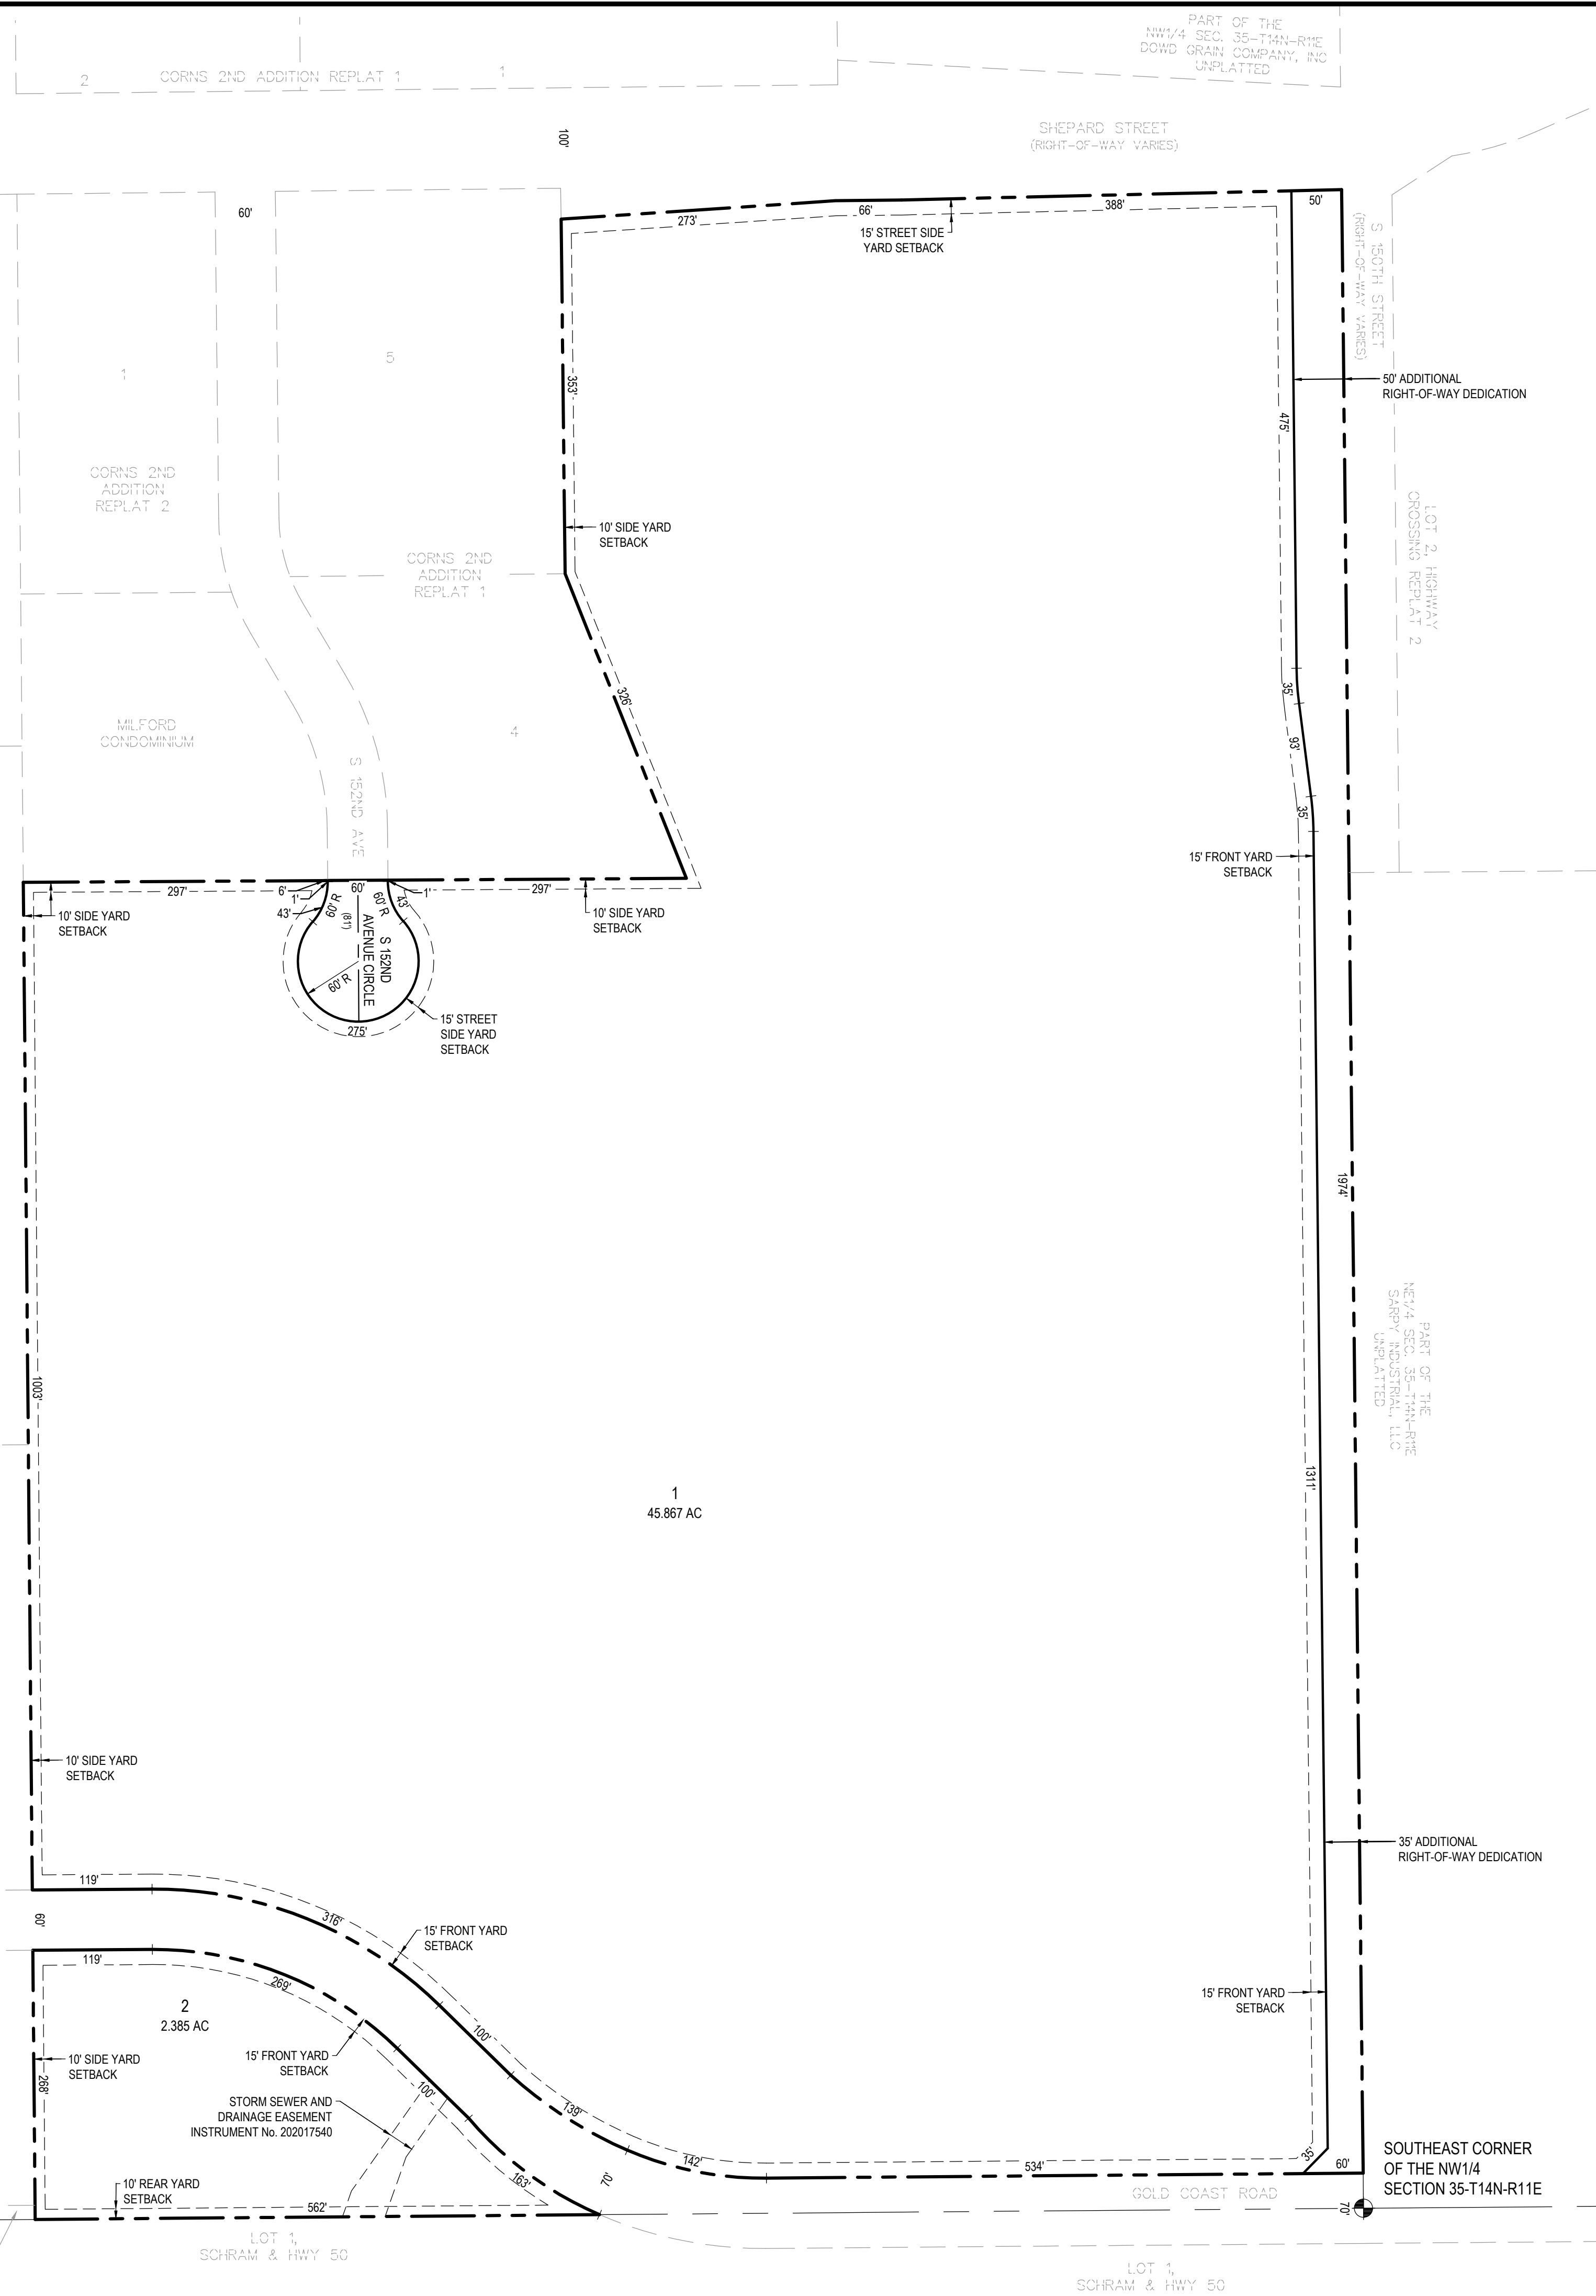 PART OF THE
NW1/4 SEC. 35-T14N-R11E
DOWD GRAIN COMPANY, INC
UNPLATTED
2
CORNS 2ND ADDITION REPLAT 1
1
100'
SHEPARD STREET
(RIGHT-OF-WAY VARIES)
60'
273'
66'
388'
50'
15' STREET SIDE
YARD SETBACK
S 150TH STREET
(RIGHT-OF-WAY VARIES)
1
5
353'
475'
50' ADDITIONAL
RIGHT-OF-WAY DEDICATION
CORNS 2ND
ADDITION
REPLAT 2
10' SIDE YARD
SETBACK
LOT 2, HIGHWAY
CROSSING REPLAT 2
CORNS 2ND
ADDITION
REPLAT 1
326'
35'
93'
35'
MILFORD
CONDOMINIUM
4
S 152ND AVE
15' FRONT YARD
SETBACK
297'
6'
1'
60'
1'
297'
43'
60' R
(81')
60' R
43'
10' SIDE YARD
SETBACK
10' SIDE YARD
SETBACK
S 152ND
AVENUE CIRCLE
60' R
275'
15' STREET
SIDE YARD
SETBACK
1974'
PART OF THE
NE1/4 SEC. 35-T14N-R11E
SARPY INDUSTRIAL, LLC
UNPLATTED
1003'
1311'
1
45.867 AC
10' SIDE YARD
SETBACK
35' ADDITIONAL
RIGHT-OF-WAY DEDICATION
119'
60'
316'
15' FRONT YARD
SETBACK
119'
269'
2
2.385 AC
15' FRONT YARD
SETBACK
100'
10' SIDE YARD
SETBACK
268'
15' FRONT YARD
SETBACK
100'
STORM SEWER AND
DRAINAGE EASEMENT
INSTRUMENT No. 202017540
139'
142'
534'
35'
60'
SOUTHEAST CORNER
OF THE NW1/4
SECTION 35-T14N-R11E
10' REAR YARD
SETBACK
163'
70'
562'
GOLD COAST ROAD
70'
LOT 1,
SCHRAM & HWY 50
LOT 1,
SCHRAM & HWY 50